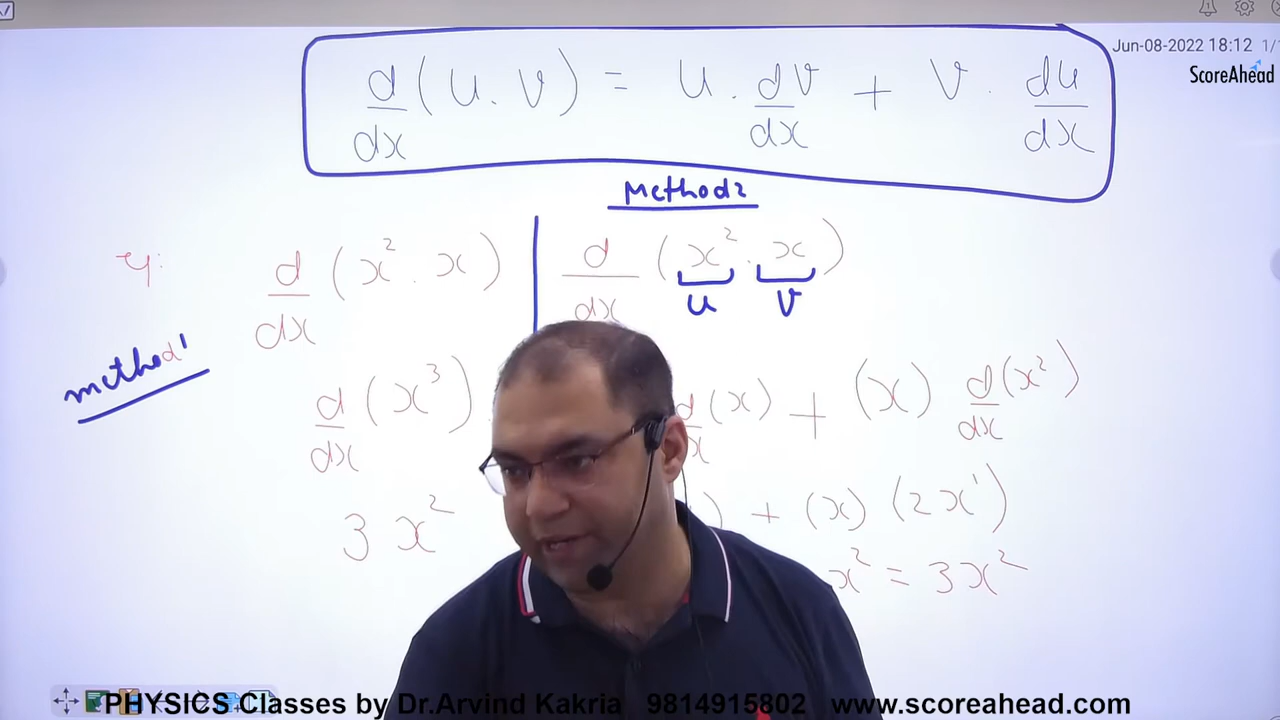 Jun-08-2022 18:12 1/
ScoreAhead
d/dx (u.v) = u . dv/dx + v . du/dx
Method 2
Eg:
method 1
d/dx (x² . x)
d/dx (x³)
3x²
d/dx (x² . x)
u v
d/dx (x) + (x) d/dx (x²)
) + (x) (2x¹)
x² = 3x²
PHYSICS Classes by Dr.Arvind Kakria 9814915802 www.scoreahead.com